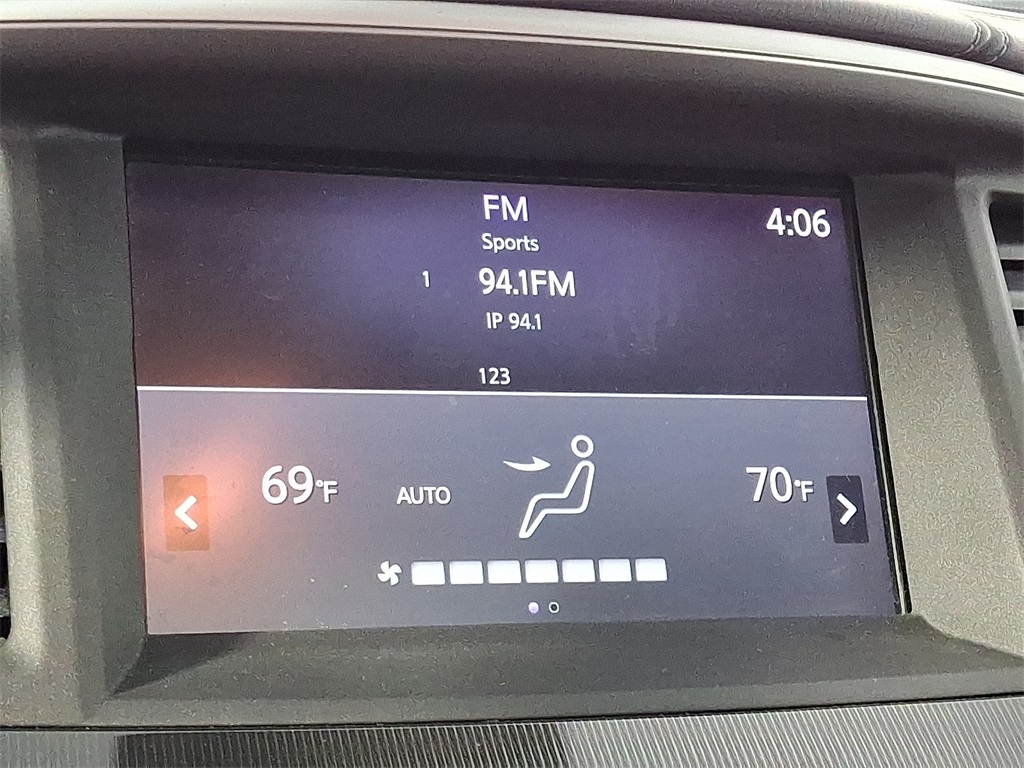 FM
4:06
Sports
1 94.1FM
IP 94.1
123
69°F AUTO 70°F